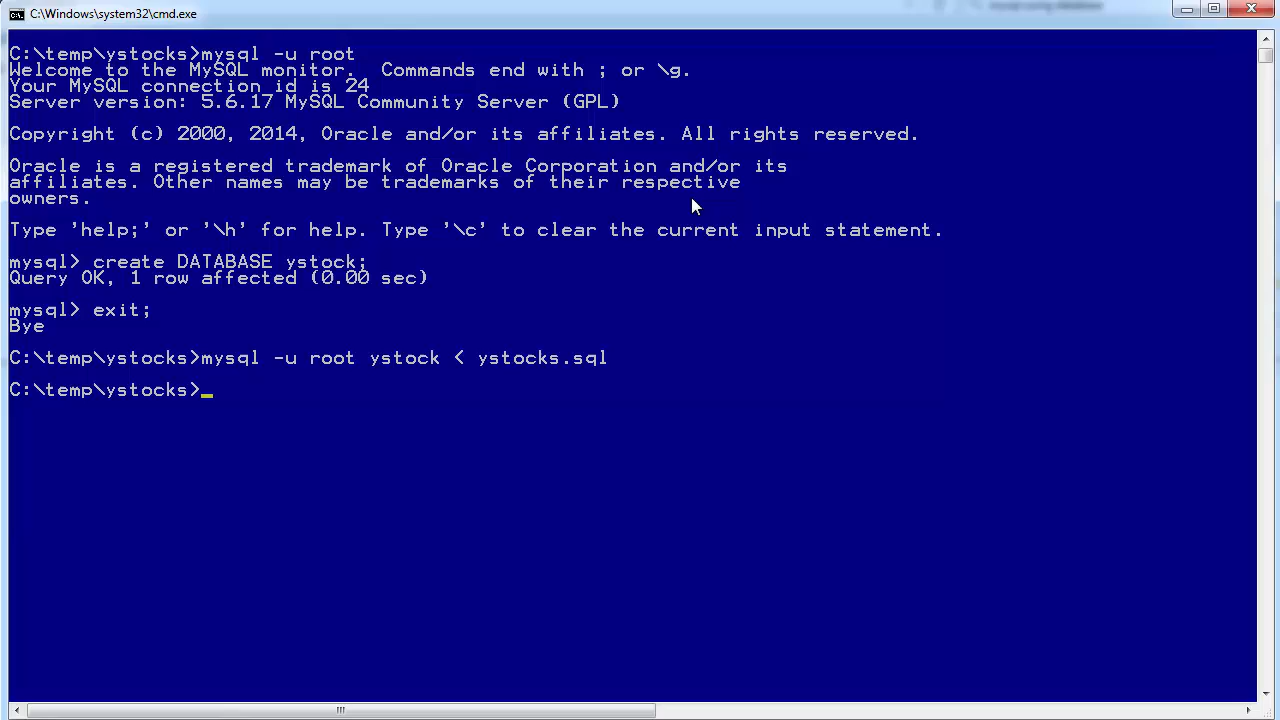 C:\Windows\system32\cmd.exe
C:\temp\ystocks>mysql -u root
Welcome to the MySQL monitor.  Commands end with ; or \g.
Your MySQL connection id is 24
Server version: 5.6.17 MySQL Community Server (GPL)
Copyright (c) 2000, 2014, Oracle and/or its affiliates. All rights reserved.
Oracle is a registered trademark of Oracle Corporation and/or its
affiliates. Other names may be trademarks of their respective
owners.
Type 'help;' or '\h' for help. Type '\c' to clear the current input statement.
mysql> create DATABASE ystock;
Query OK, 1 row affected (0.00 sec)
mysql> exit;
Bye
C:\temp\ystocks>mysql -u root ystock < ystocks.sql
C:\temp\ystocks>